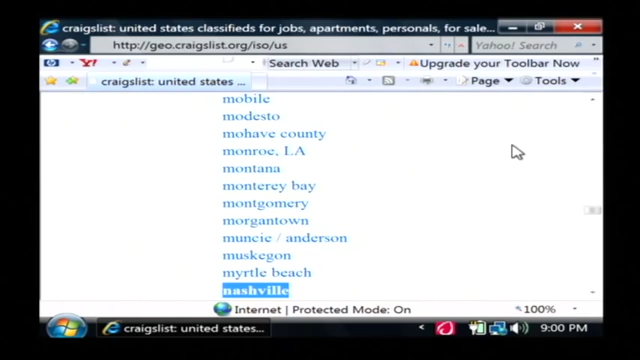 craigslist: united states classifieds for jobs, apartments, personals, for sale...
http://geo.craigslist.org/iso/us
Yahoo! Search
hp Y! Search Web Upgrade your Toolbar Now
craigslist: united states ... Page Tools
mobile
modesto
mohave county
monroe, LA
montana
monterey bay
montgomery
morgantown
muncie / anderson
muskegon
myrtle beach
nashville
Internet | Protected Mode: On 100%
craigslist: united states... 9:00 PM